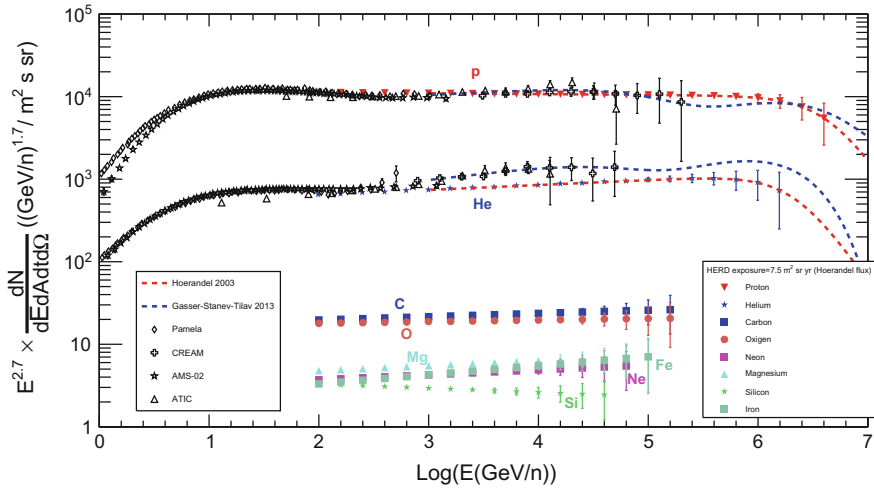 E^2.7 × dN/dEdAdtdΩ ((GeV/n)^1.7/ m² s sr)
10^5
10^4
10^3
10^2
10
1
p
He
C
O
Mg
Ne
Fe
Si
Hoerandel 2003
Gasser-Stanev-Tilav 2013
Pamela
CREAM
AMS-02
ATIC
HERD exposure=7.5 m² sr yr (Hoerandel flux)
Proton
Helium
Carbon
Oxigen
Neon
Magnesium
Silicon
Iron
0 1 2 3 4 5 6 7
Log(E(GeV/n))